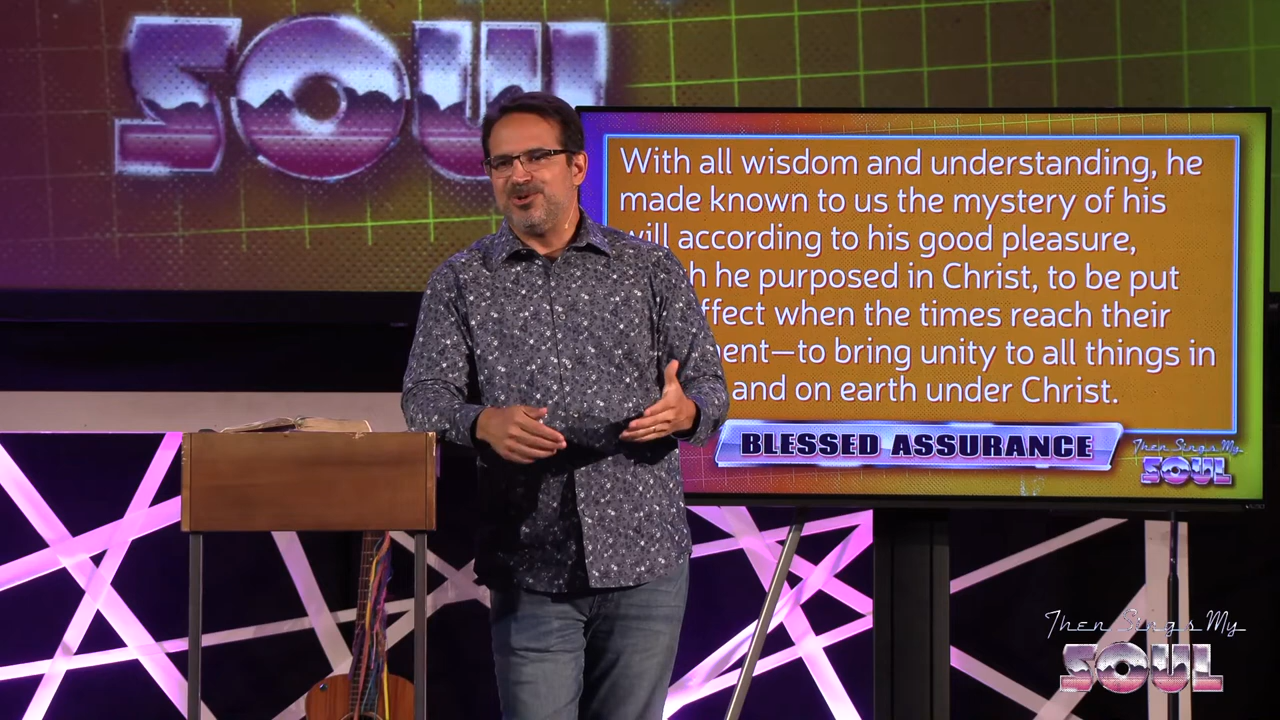 SOUL
With all wisdom and understanding, he
made known to us the mystery of his
will according to his good pleasure,
he purposed in Christ, to be put
when the times reach their
to bring unity to all things in
and on earth under Christ.
BLESSED ASSURANCE
Then Sings My
SOUL
Then Sings My
SOUL